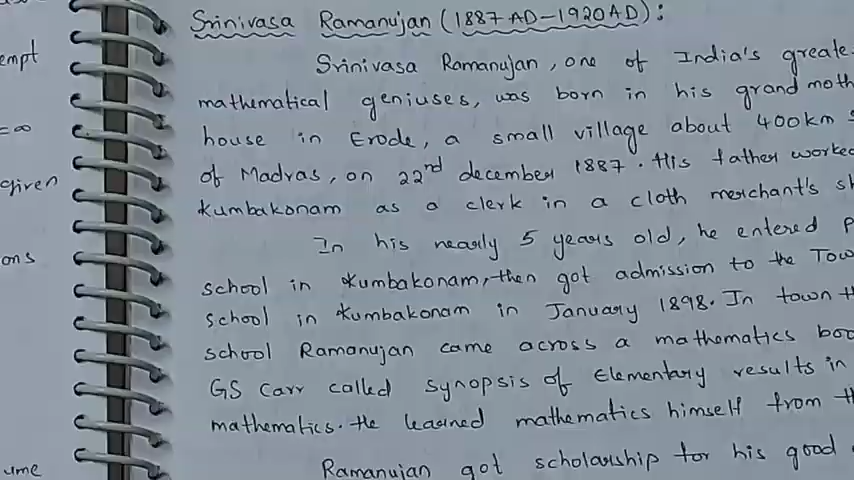 empt
=∞
given
ons
ume
Srinivasa Ramanujan (1887 AD-1920 AD):
Srinivasa Ramanujan, one of India's greate
mathematical geniuses, was born in his grand moth
house in Erode, a small village about 400km s
of Madras, on 22nd december 1887. His father worked
kumbakonam as a clerk in a cloth merchant's sh
In his nearly 5 years old, he entered P
school in kumbakonam, then got admission to the Tow
school in kumbakonam in January 1898. In town th
school Ramanujan came across a mathematics boo
GS Carr called Synopsis of Elementary results in
mathematics. He learned mathematics himself from th
Ramanujan got scholarship for his good